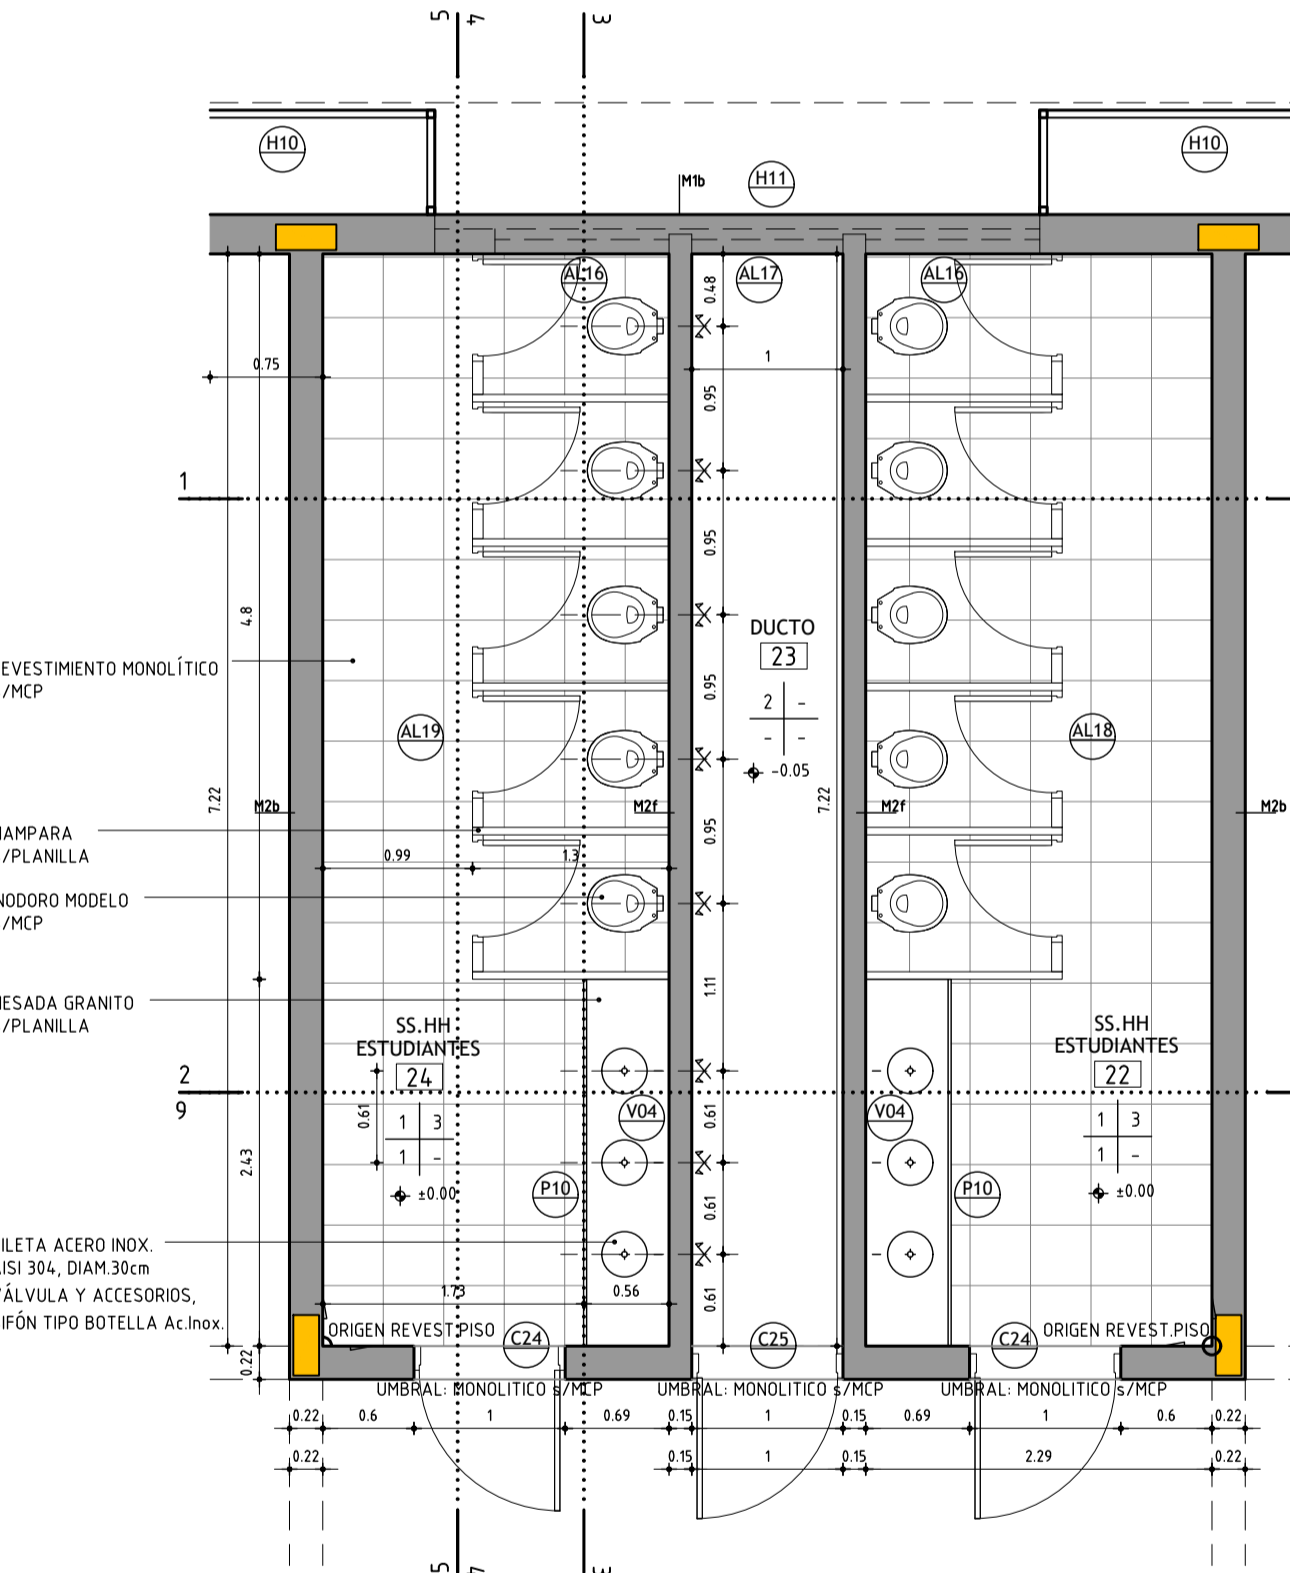 5
4
3
H10
M1b
H11
H10
AL16
AL17
AL16
0.48
0.75
1
0.95
1
0.95
4.8
DUCTO
23
EVESTIMIENTO MONOLÍTICO
/MCP
0.95
2 -
- -
AL19
AL18
-0.05
7.22
M2b
M2f
7.22
M2f
M2b
AMPARA
/PLANILLA
0.95
0.99
1.3
NODORO MODELO
/MCP
1.11
ESADA GRANITO
/PLANILLA
SS.HH
ESTUDIANTES
24
SS.HH
ESTUDIANTES
22
2
9
0.61
V04
0.61
V04
1 3
1 -
1 3
1 -
2.43
P10
P10
±0.00
±0.00
0.61
ILETA ACERO INOX.
ISI 304, DIAM.30cm
ÁLVULA Y ACCESORIOS,
IFÓN TIPO BOTELLA Ac.Inox.
1.73
0.56
0.61
ORIGEN REVEST.PISO
C24
C25
C24
ORIGEN REVEST.PISO
0.22
UMBRAL: MONOLITICO s/MCP
UMBRAL: MONOLITICO s/MCP
UMBRAL: MONOLITICO s/MCP
0.22 0.6 1 0.69 0.15 1 0.15 0.69 1 0.6 0.22
0.22 0.15 1 0.15 2.29 0.22
5
4
3